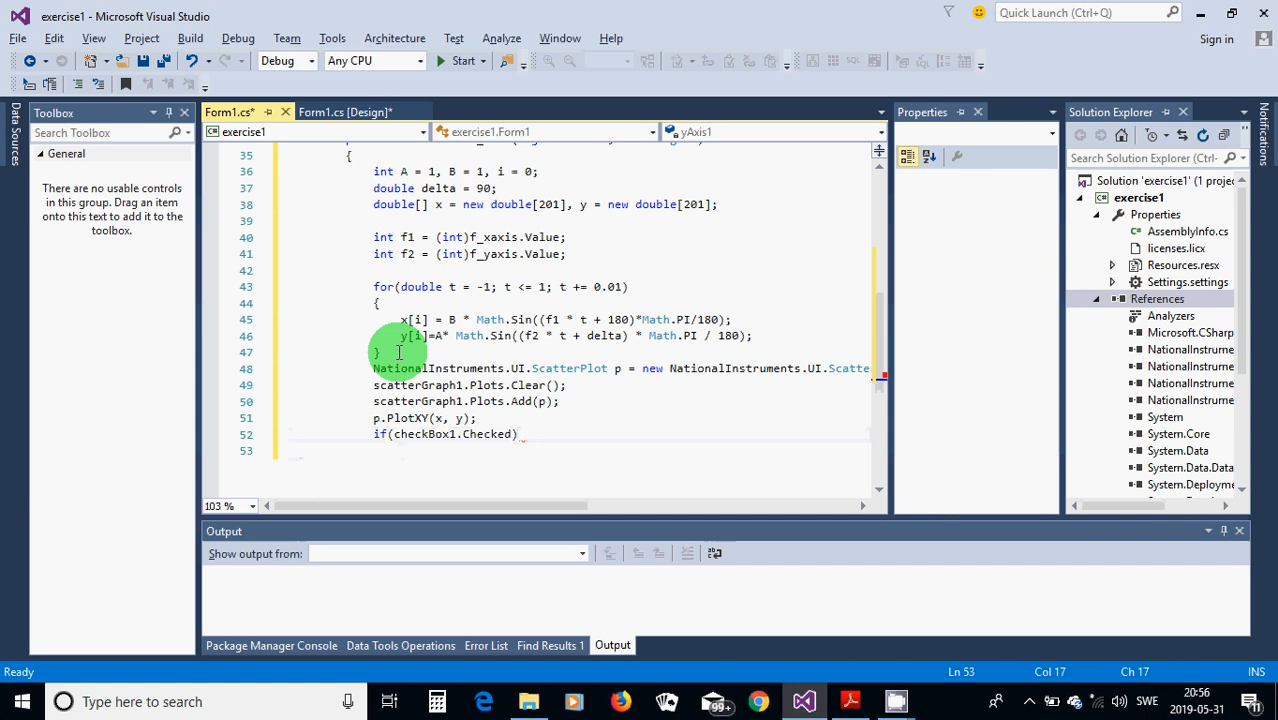 exercise1 - Microsoft Visual Studio
Quick Launch (Ctrl+Q)
File Edit View Project Build Debug Team Tools Architecture Test Analyze Window Help
Sign in
Debug Any CPU Start
Data Sources
Toolbox
Search Toolbox
General
There are no usable controls
in this group. Drag an item
onto this text to add it to the
toolbox.
Form1.cs* Form1.cs [Design]*
exercise1 exercise1.Form1 yAxis1
35 {
36 int A = 1, B = 1, i = 0;
37 double delta = 90;
38 double[] x = new double[201], y = new double[201];
39
40 int f1 = (int)f_xaxis.Value;
41 int f2 = (int)f_yaxis.Value;
42
43 for(double t = -1; t <= 1; t += 0.01)
44 {
45 x[i] = B * Math.Sin((f1 * t + 180)*Math.PI/180);
46 y[i]=A* Math.Sin((f2 * t + delta) * Math.PI / 180);
47 }
48 NationalInstruments.UI.ScatterPlot p = new NationalInstruments.UI.Scatte
49 scatterGraph1.Plots.Clear();
50 scatterGraph1.Plots.Add(p);
51 p.PlotXY(x, y);
52 if(checkBox1.Checked)
53
103 %
Properties
Solution Explorer
Search Solution Explorer (Ctrl+
Solution 'exercise1' (1 projec
exercise1
Properties
AssemblyInfo.cs
licenses.licx
Resources.resx
Settings.settings
References
Analyzers
Microsoft.CSharp
NationalInstrume
NationalInstrume
NationalInstrume
NationalInstrume
System
System.Core
System.Data
System.Data.Data
System.Deployme
Notifications
Output
Show output from:
Package Manager Console Data Tools Operations Error List Find Results 1 Output
Ready Ln 53 Col 17 Ch 17 INS
Type here to search
99+
SWE
20:56
2019-05-31
11